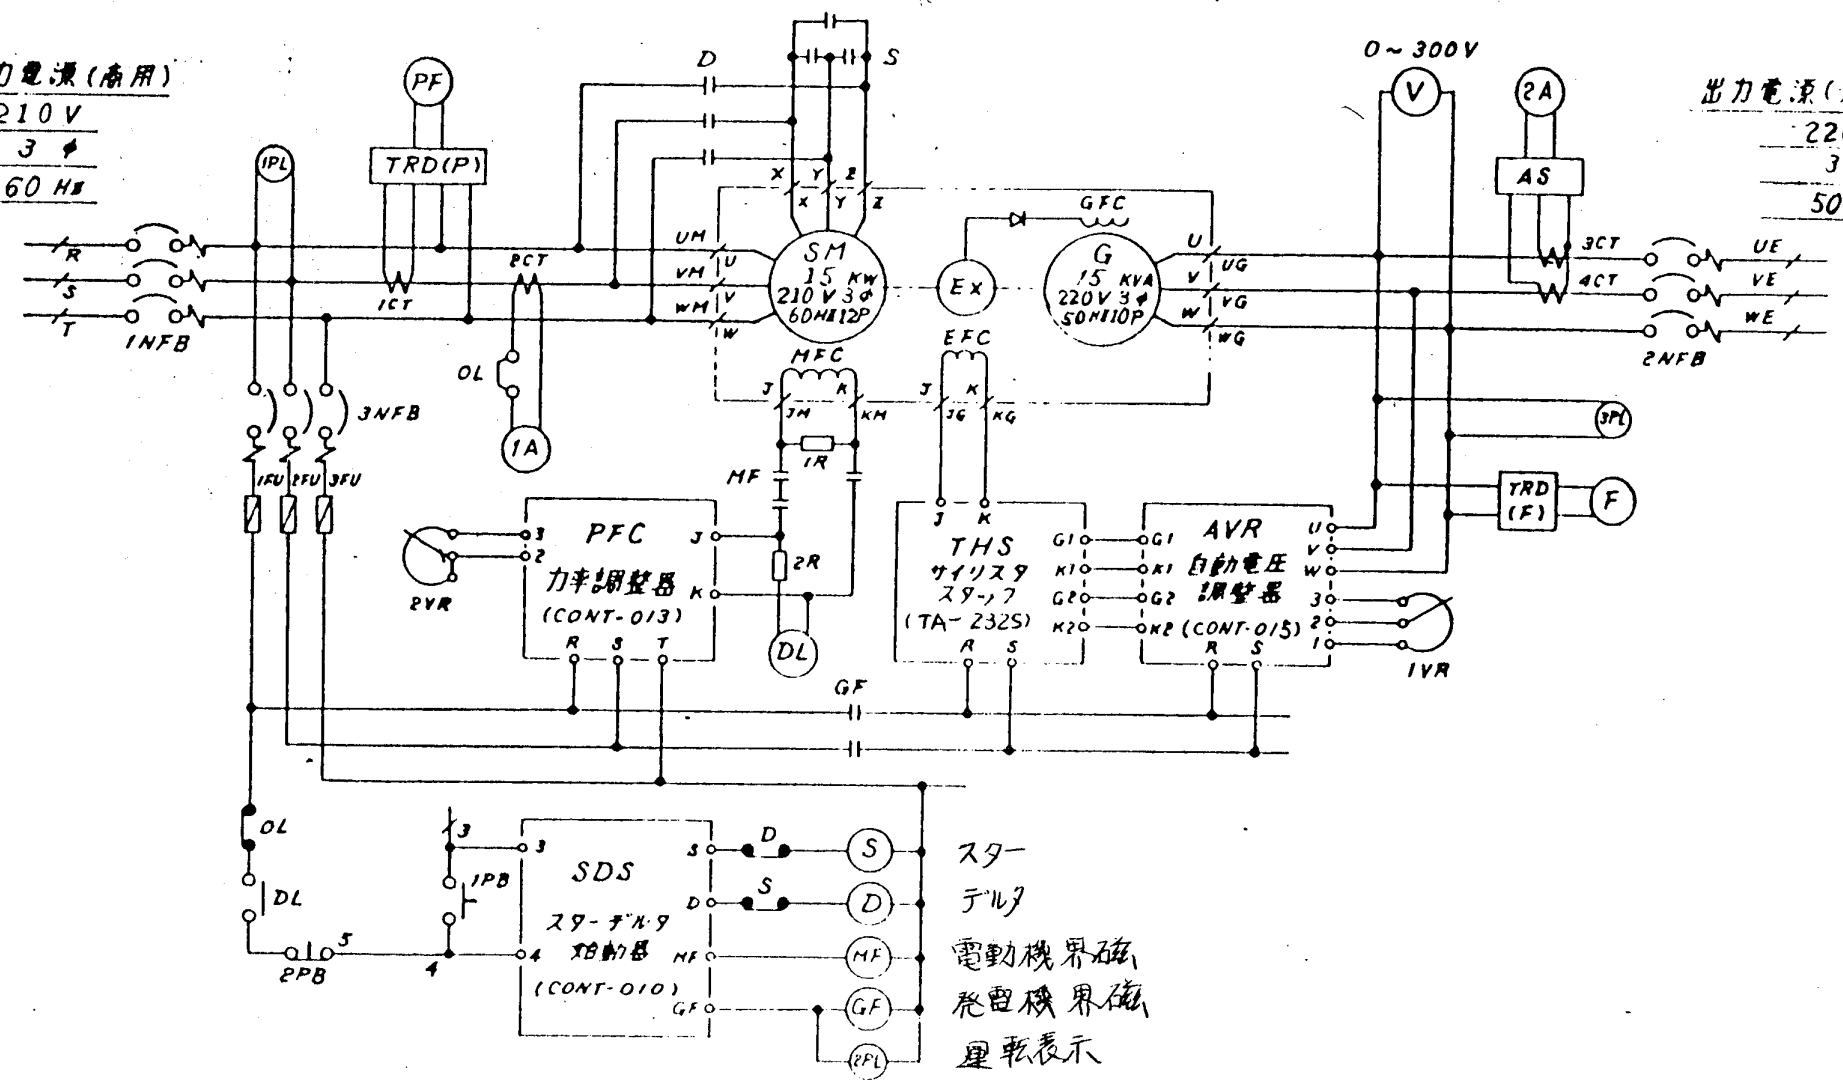 力電源(商用)
210V
3φ
60Hz
PF
TRD(P)
1PL
R
S
T
1NFB
1CT
2CT
OL
1A
3NFB
1FU 2FU 3FU
D
S
X Y Z
X Y Z
UM
VM
WM
U
V
W
SM
15 KW
210V 3φ
60Hz 12P
MFC
J K
JM KM
1R
MF
2R
DL
Ex
EFC
J K
JG KG
GFC
G
15 KVA
220V 3φ
50Hz 10P
U
V
W
UG
VG
WG
0~300V
V
2A
AS
出力電源(
22
3
50
3CT
4CT
UE
VE
WE
2NFB
3PL
TRD
(F)
F
2VR
3
2
PFC
力率調整器
(CONT-013)
J
K
R S T
J K
THS
サイリスタ
スタック
(TA-232S)
G1
K1
G2
K2
R S
G1
K1
G2
K2
AVR
自動電圧
調整器
(CONT-015)
U
V
W
3
2
1
R S
1VR
GF
OL
DL
2PB
5
4
3
1PB
3
4
SDS
スターデルタ
始動器
(CONT-010)
S
D
MF
GF
D
S
S
D
MF
GF
2PL
スター
デルタ
電動機界磁
発電機界磁
運転表示